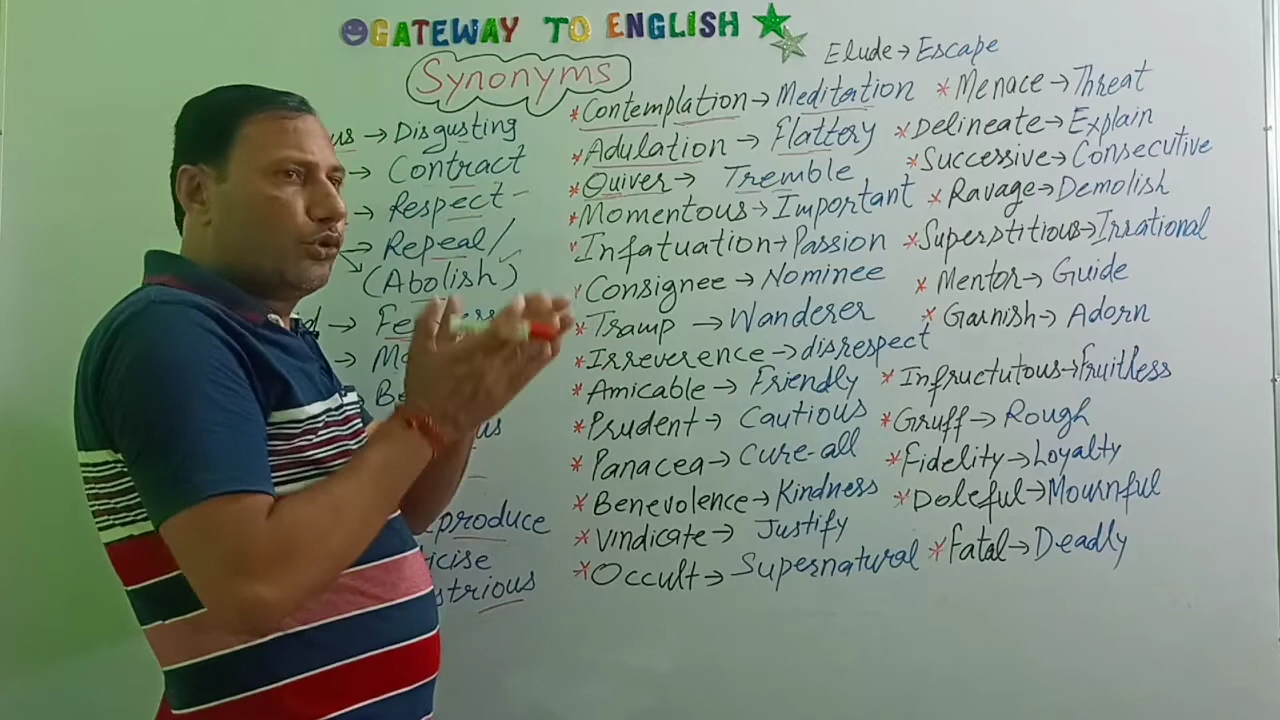 GATEWAY TO ENGLISH
Synonyms
→ Disgusting
→ Contract
→ Respect
→ Repeal/
(Abolish)
produce
strious
*Contemplation→Meditation
*Adulation→Flattery
*Quiver→ Tremble
*Momentous→Important
*Infatuation→Passion
*Consignee→Nominee
*Tramp→Wanderer
*Irreverence→disrespect
*Amicable→Friendly
*Prudent→Cautious
*Panacea→Cure-all
*Benevolence→Kindness
*Vindicate→Justify
*Occult→Supernatural
Elude→Escape
*Menace→Threat
*Delineate→Explain
*Successive→Consecutive
*Ravage→Demolish
*Superstitious→Irrational
*Mentor→Guide
*Garnish→Adorn
*Infructutous→Fruitless
*Gruff→Rough
*Fidelity→Loyalty
*Doleful→Mournful
*Fatal→Deadly